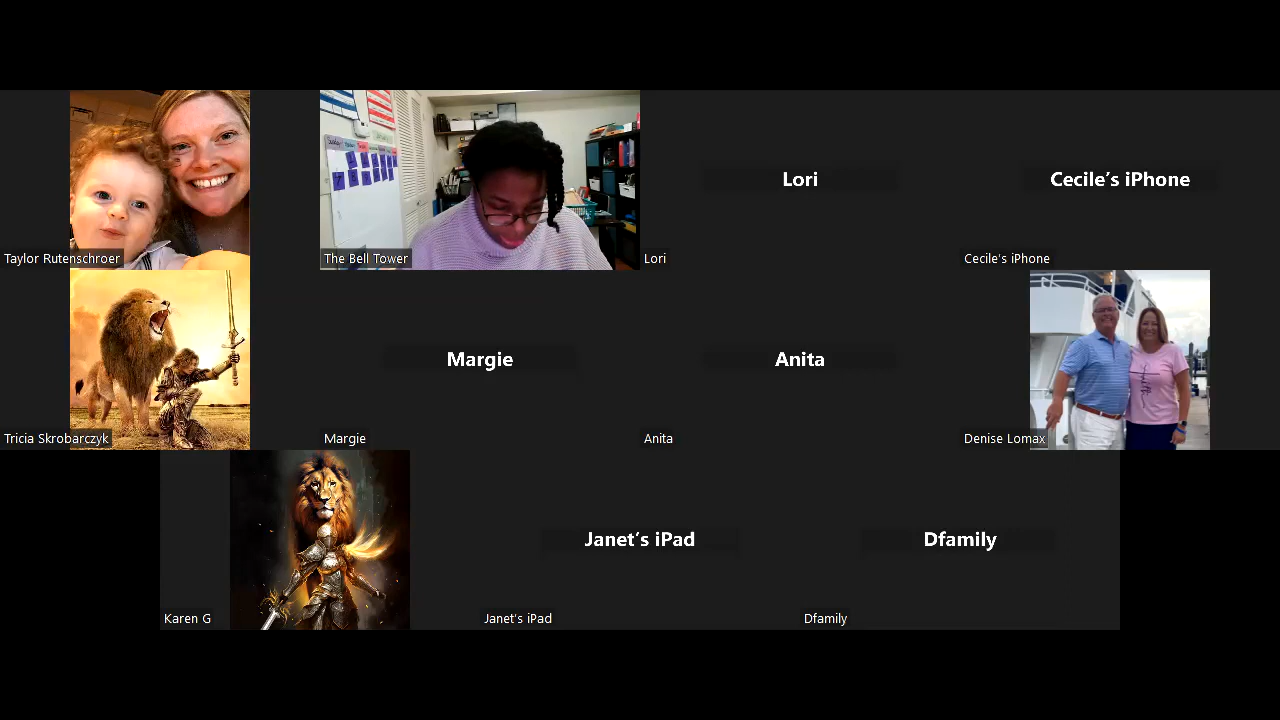 Lori
Cecile’s iPhone
Taylor Rutenschroer
The Bell Tower
Lori
Cecile's iPhone
Margie
Anita
Tricia Skrobarczyk
Margie
Anita
Denise Lomax
Janet’s iPad
Dfamily
Karen G
Janet's iPad
Dfamily